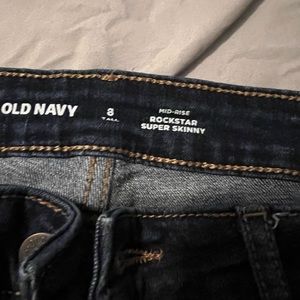 OLD NAVY
8
TALL
MID-RISE
ROCKSTAR
SUPER SKINNY